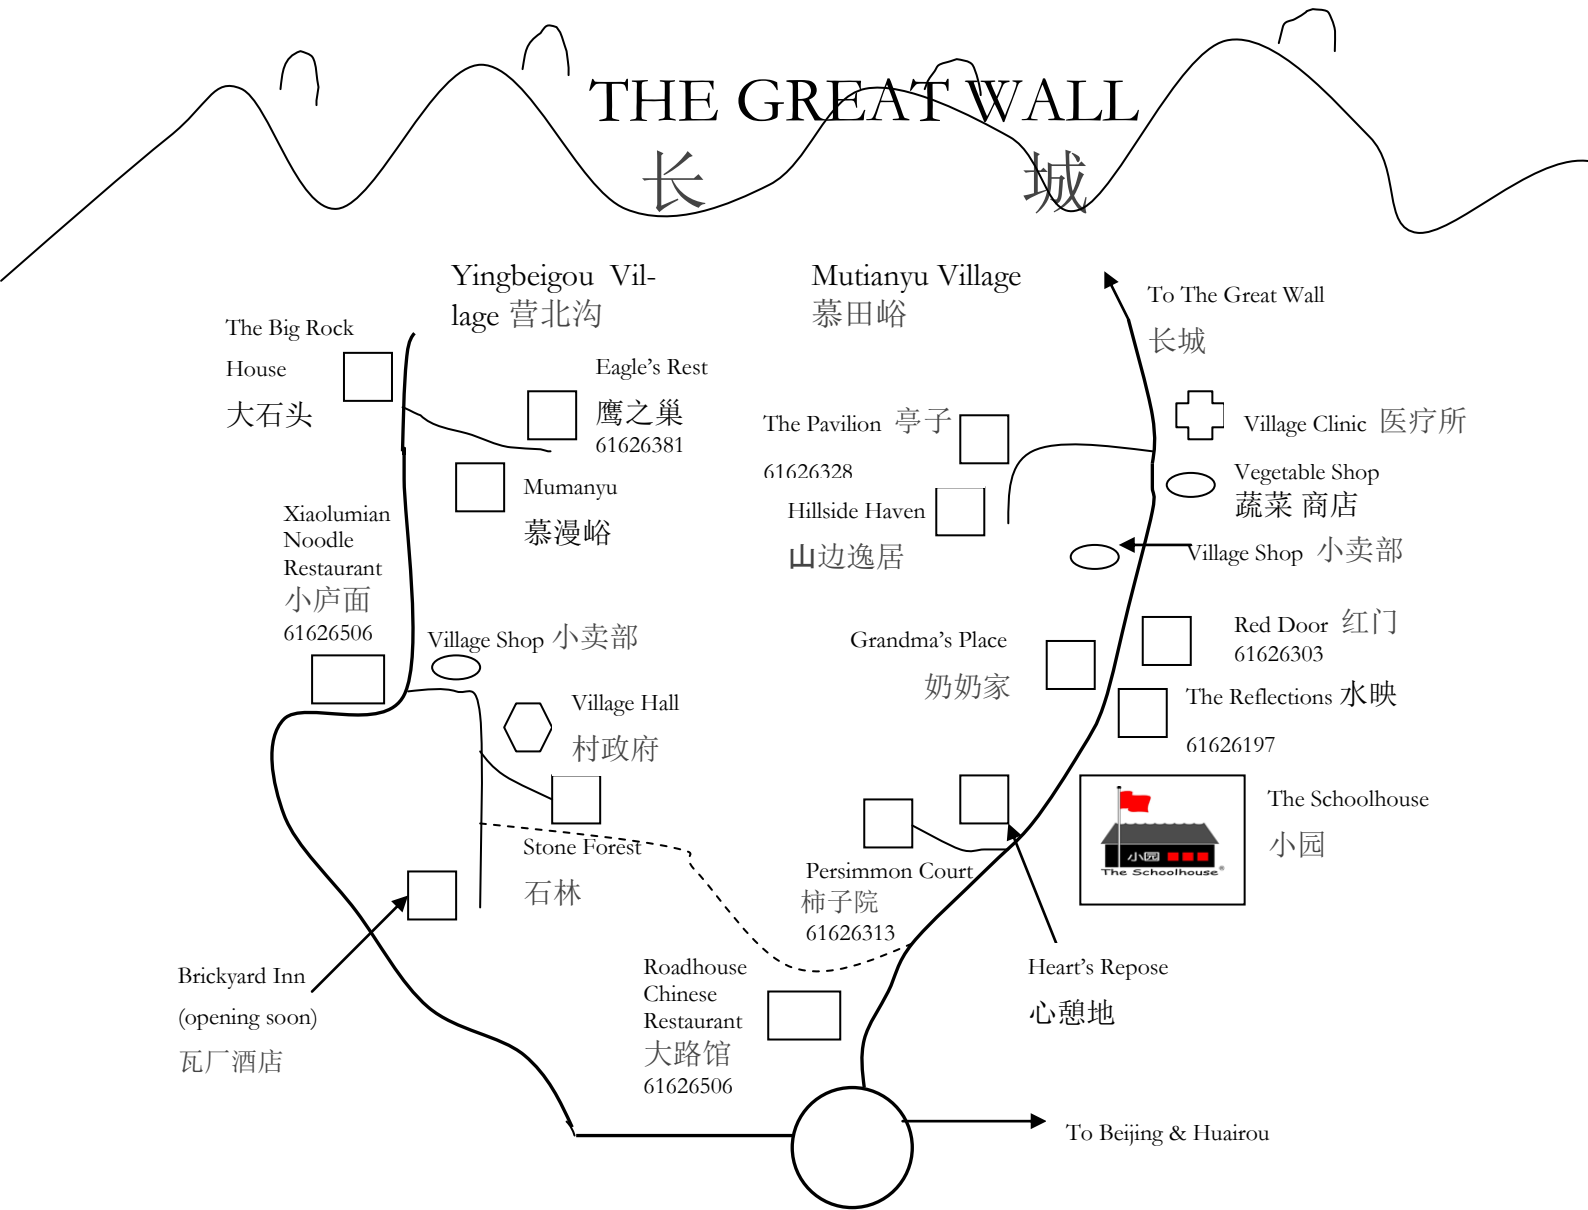 THE GREAT WALL
长 城
Yingbeigou Vil-
lage 营北沟
Mutianyu Village
慕田峪
To The Great Wall
长城
The Big Rock
House
大石头
Eagle’s Rest
鹰之巢
61626381
Mumanyu
慕漫峪
The Pavilion 亭子
61626328
Hillside Haven
山边逸居
Village Clinic 医疗所
Vegetable Shop
蔬菜 商店
Village Shop 小卖部
Xiaolumian
Noodle
Restaurant
小庐面
61626506
Village Shop 小卖部
Village Hall
村政府
Grandma’s Place
奶奶家
Red Door 红门
61626303
The Reflections 水映
61626197
The Schoolhouse
小园
小园
The Schoolhouse®
Stone Forest
石林
Persimmon Court
柿子院
61626313
Brickyard Inn
(opening soon)
瓦厂酒店
Roadhouse
Chinese
Restaurant
大路馆
61626506
Heart's Repose
心憩地
To Beijing & Huairou